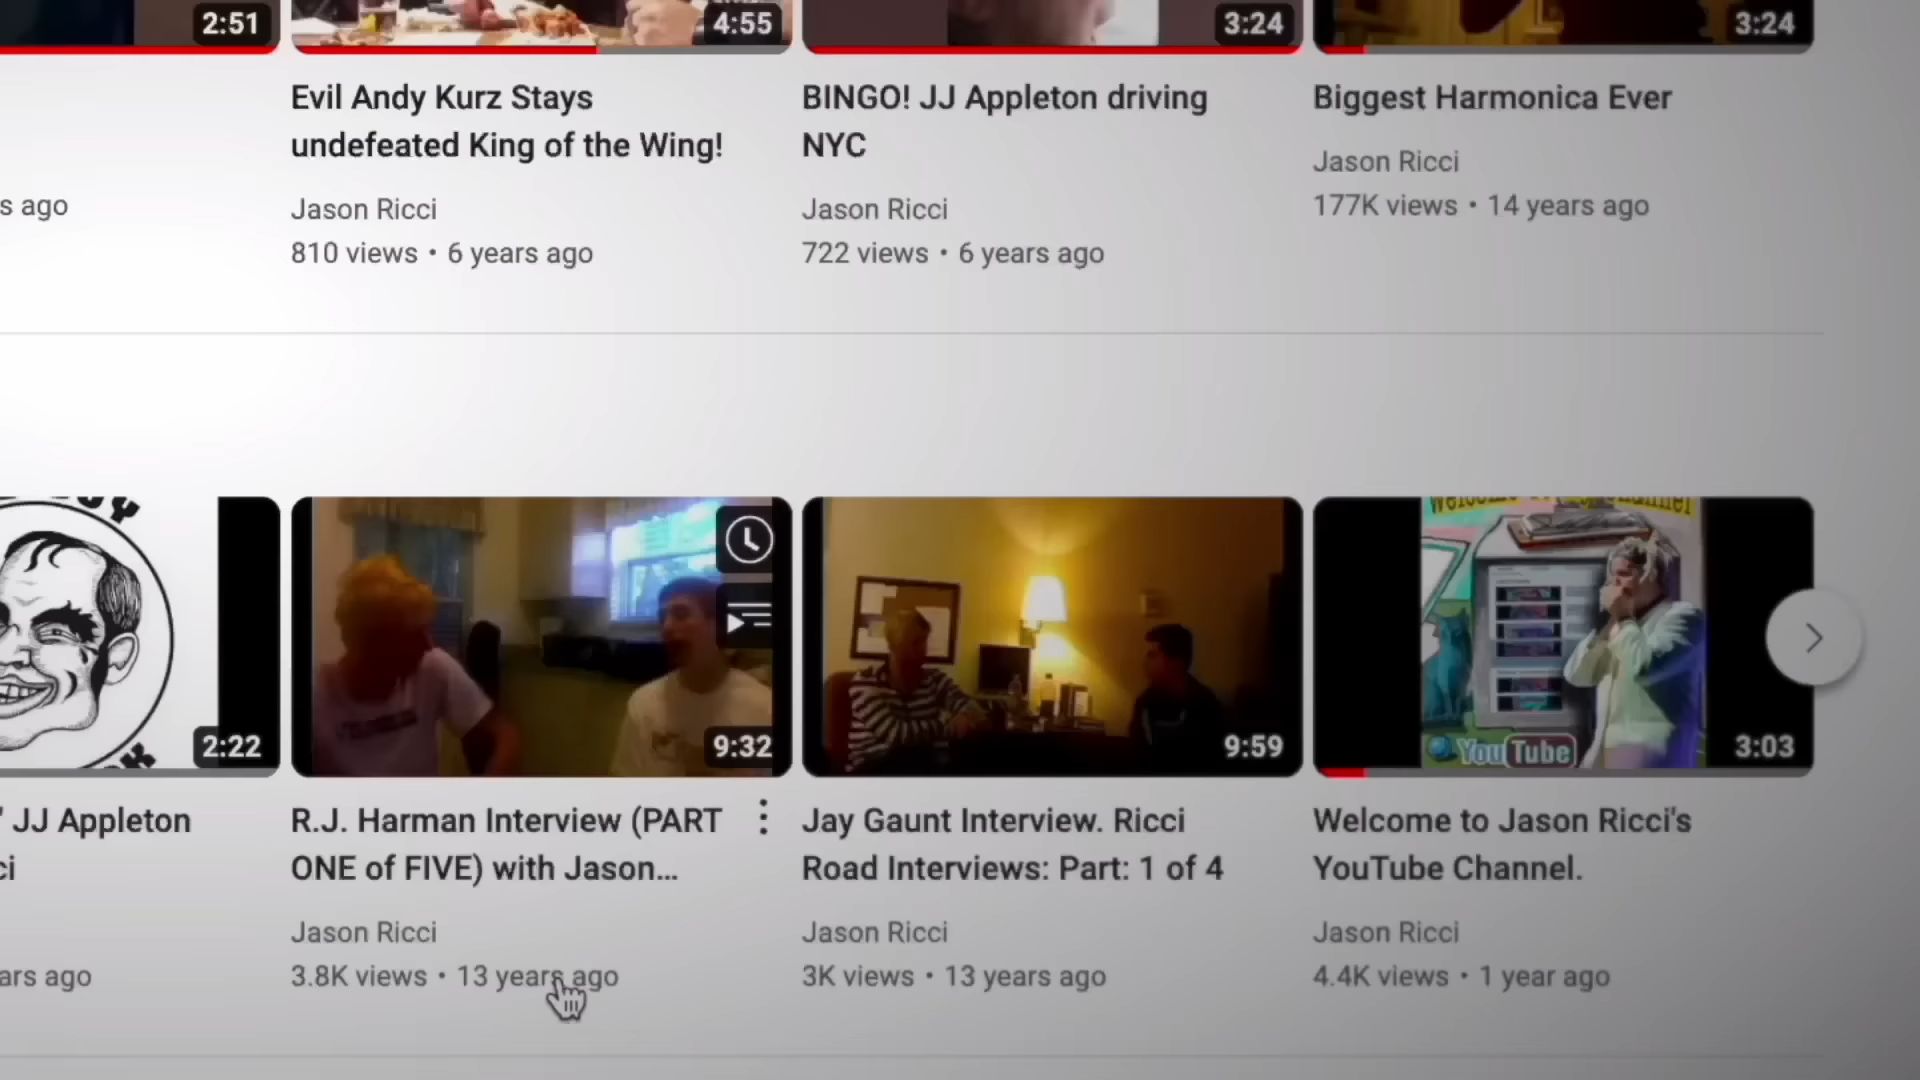 2:51
4:55
3:24
3:24
Evil Andy Kurz Stays
undefeated King of the Wing!
Jason Ricci
810 views • 6 years ago
BINGO! JJ Appleton driving
NYC
Jason Ricci
722 views • 6 years ago
Biggest Harmonica Ever
Jason Ricci
177K views • 14 years ago
s ago
2:22
9:32
9:59
YouTube
3:03
' JJ Appleton
ci
ars ago
R.J. Harman Interview (PART
ONE of FIVE) with Jason...
Jason Ricci
3.8K views • 13 years ago
Jay Gaunt Interview. Ricci
Road Interviews: Part: 1 of 4
Jason Ricci
3K views • 13 years ago
Welcome to Jason Ricci's
YouTube Channel.
Jason Ricci
4.4K views • 1 year ago